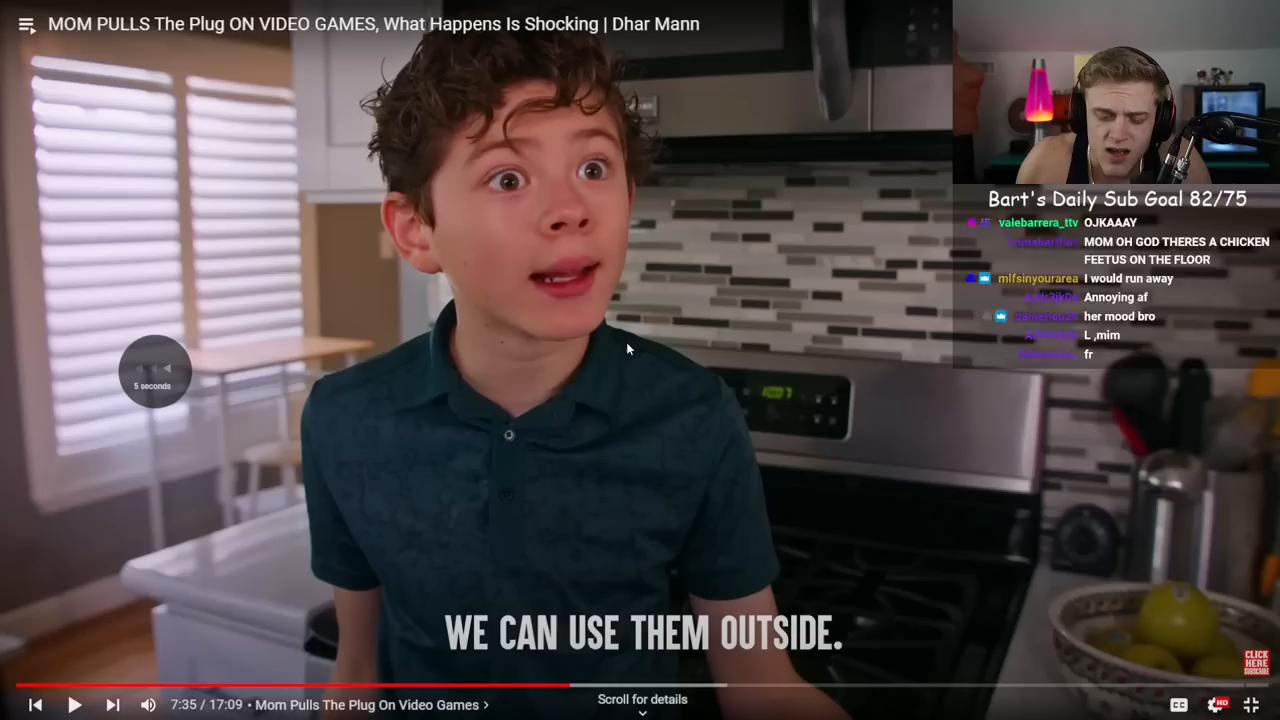 MOM PULLS The Plug ON VIDEO GAMES, What Happens Is Shocking | Dhar Mann
Bart's Daily Sub Goal 82/75
valebarrera_ttv OJKAAAY
MOM OH GOD THERES A CHICKEN
FEETUS ON THE FLOOR
mlfsinyourarea I would run away
Annoying af
her mood bro
L ,mim
fr
5 seconds
WE CAN USE THEM OUTSIDE.
CLICK
HERE
SUBSCRIBE
7:35 / 17:09 • Mom Pulls The Plug On Video Games
Scroll for details
CC
HD